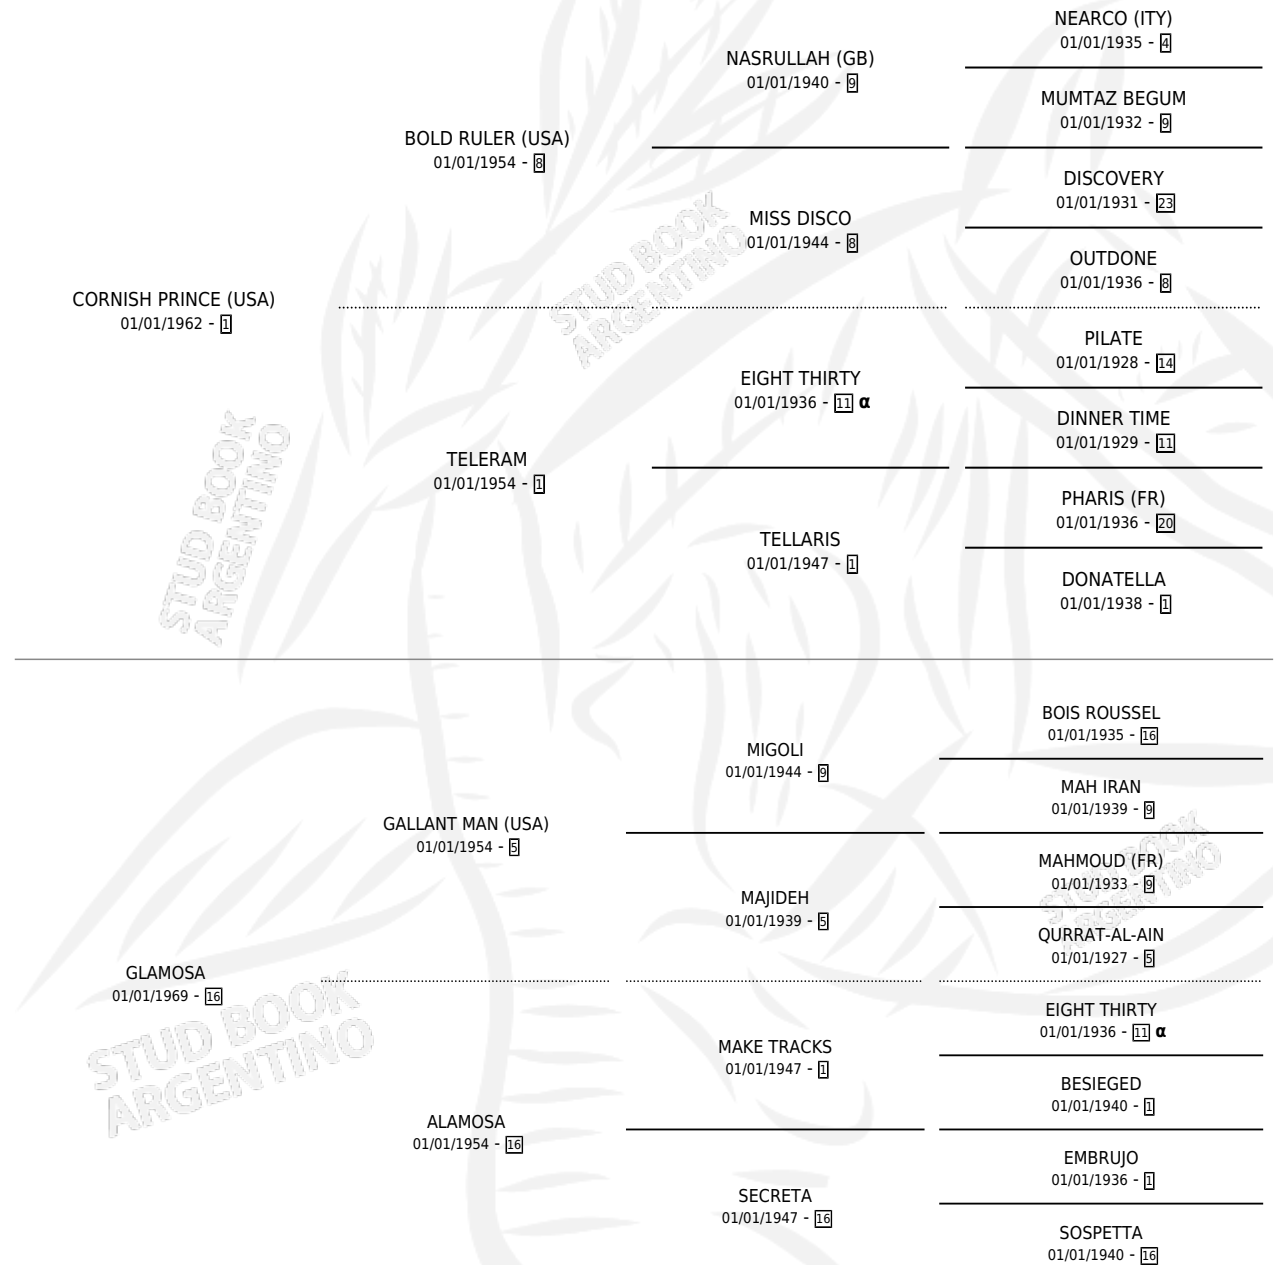 NEARCO (ITY)
01/01/1935 - 4
NASRULLAH (GB)
01/01/1940 - 9
MUMTAZ BEGUM
01/01/1932 - 9
BOLD RULER (USA)
01/01/1954 - 8
DISCOVERY
01/01/1931 - 23
MISS DISCO
01/01/1944 - 8
OUTDONE
01/01/1936 - 8
CORNISH PRINCE (USA)
01/01/1962 - 1
PILATE
01/01/1928 - 14
EIGHT THIRTY
01/01/1936 - 11 α
DINNER TIME
01/01/1929 - 11
TELERAM
01/01/1954 - 1
PHARIS (FR)
01/01/1936 - 20
TELLARIS
01/01/1947 - 1
DONATELLA
01/01/1938 - 1
STUD BOOK
ARGENTINO
STUD BOOK
ARGENTINO
BOIS ROUSSEL
01/01/1935 - 16
MIGOLI
01/01/1944 - 9
MAH IRAN
01/01/1939 - 9
GALLANT MAN (USA)
01/01/1954 - 5
MAHMOUD (FR)
01/01/1933 - 9
MAJIDEH
01/01/1939 - 5
QURRAT-AL-AIN
01/01/1927 - 5
STUD BOOK
ARGENTINO
GLAMOSA
01/01/1969 - 16
EIGHT THIRTY
01/01/1936 - 11 α
MAKE TRACKS
01/01/1947 - 1
BESIEGED
01/01/1940 - 1
STUD BOOK
ARGENTINO
ALAMOSA
01/01/1954 - 16
EMBRUJO
01/01/1936 - 1
SECRETA
01/01/1947 - 16
SOSPETTA
01/01/1940 - 16